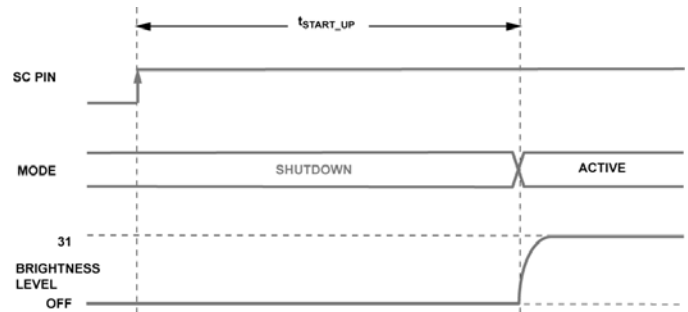 tSTART_UP
SC PIN
MODE
SHUTDOWN
ACTIVE
31
BRIGHTNESS
LEVEL
OFF